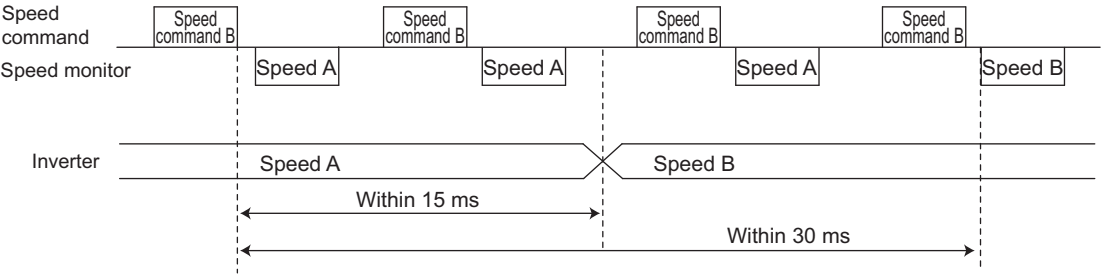 Speed
command
Speed
command B
Speed
command B
Speed
command B
Speed
command B
Speed monitor
Speed A
Speed A
Speed A
Speed B
Inverter
Speed A
Speed B
Within 15 ms
Within 30 ms